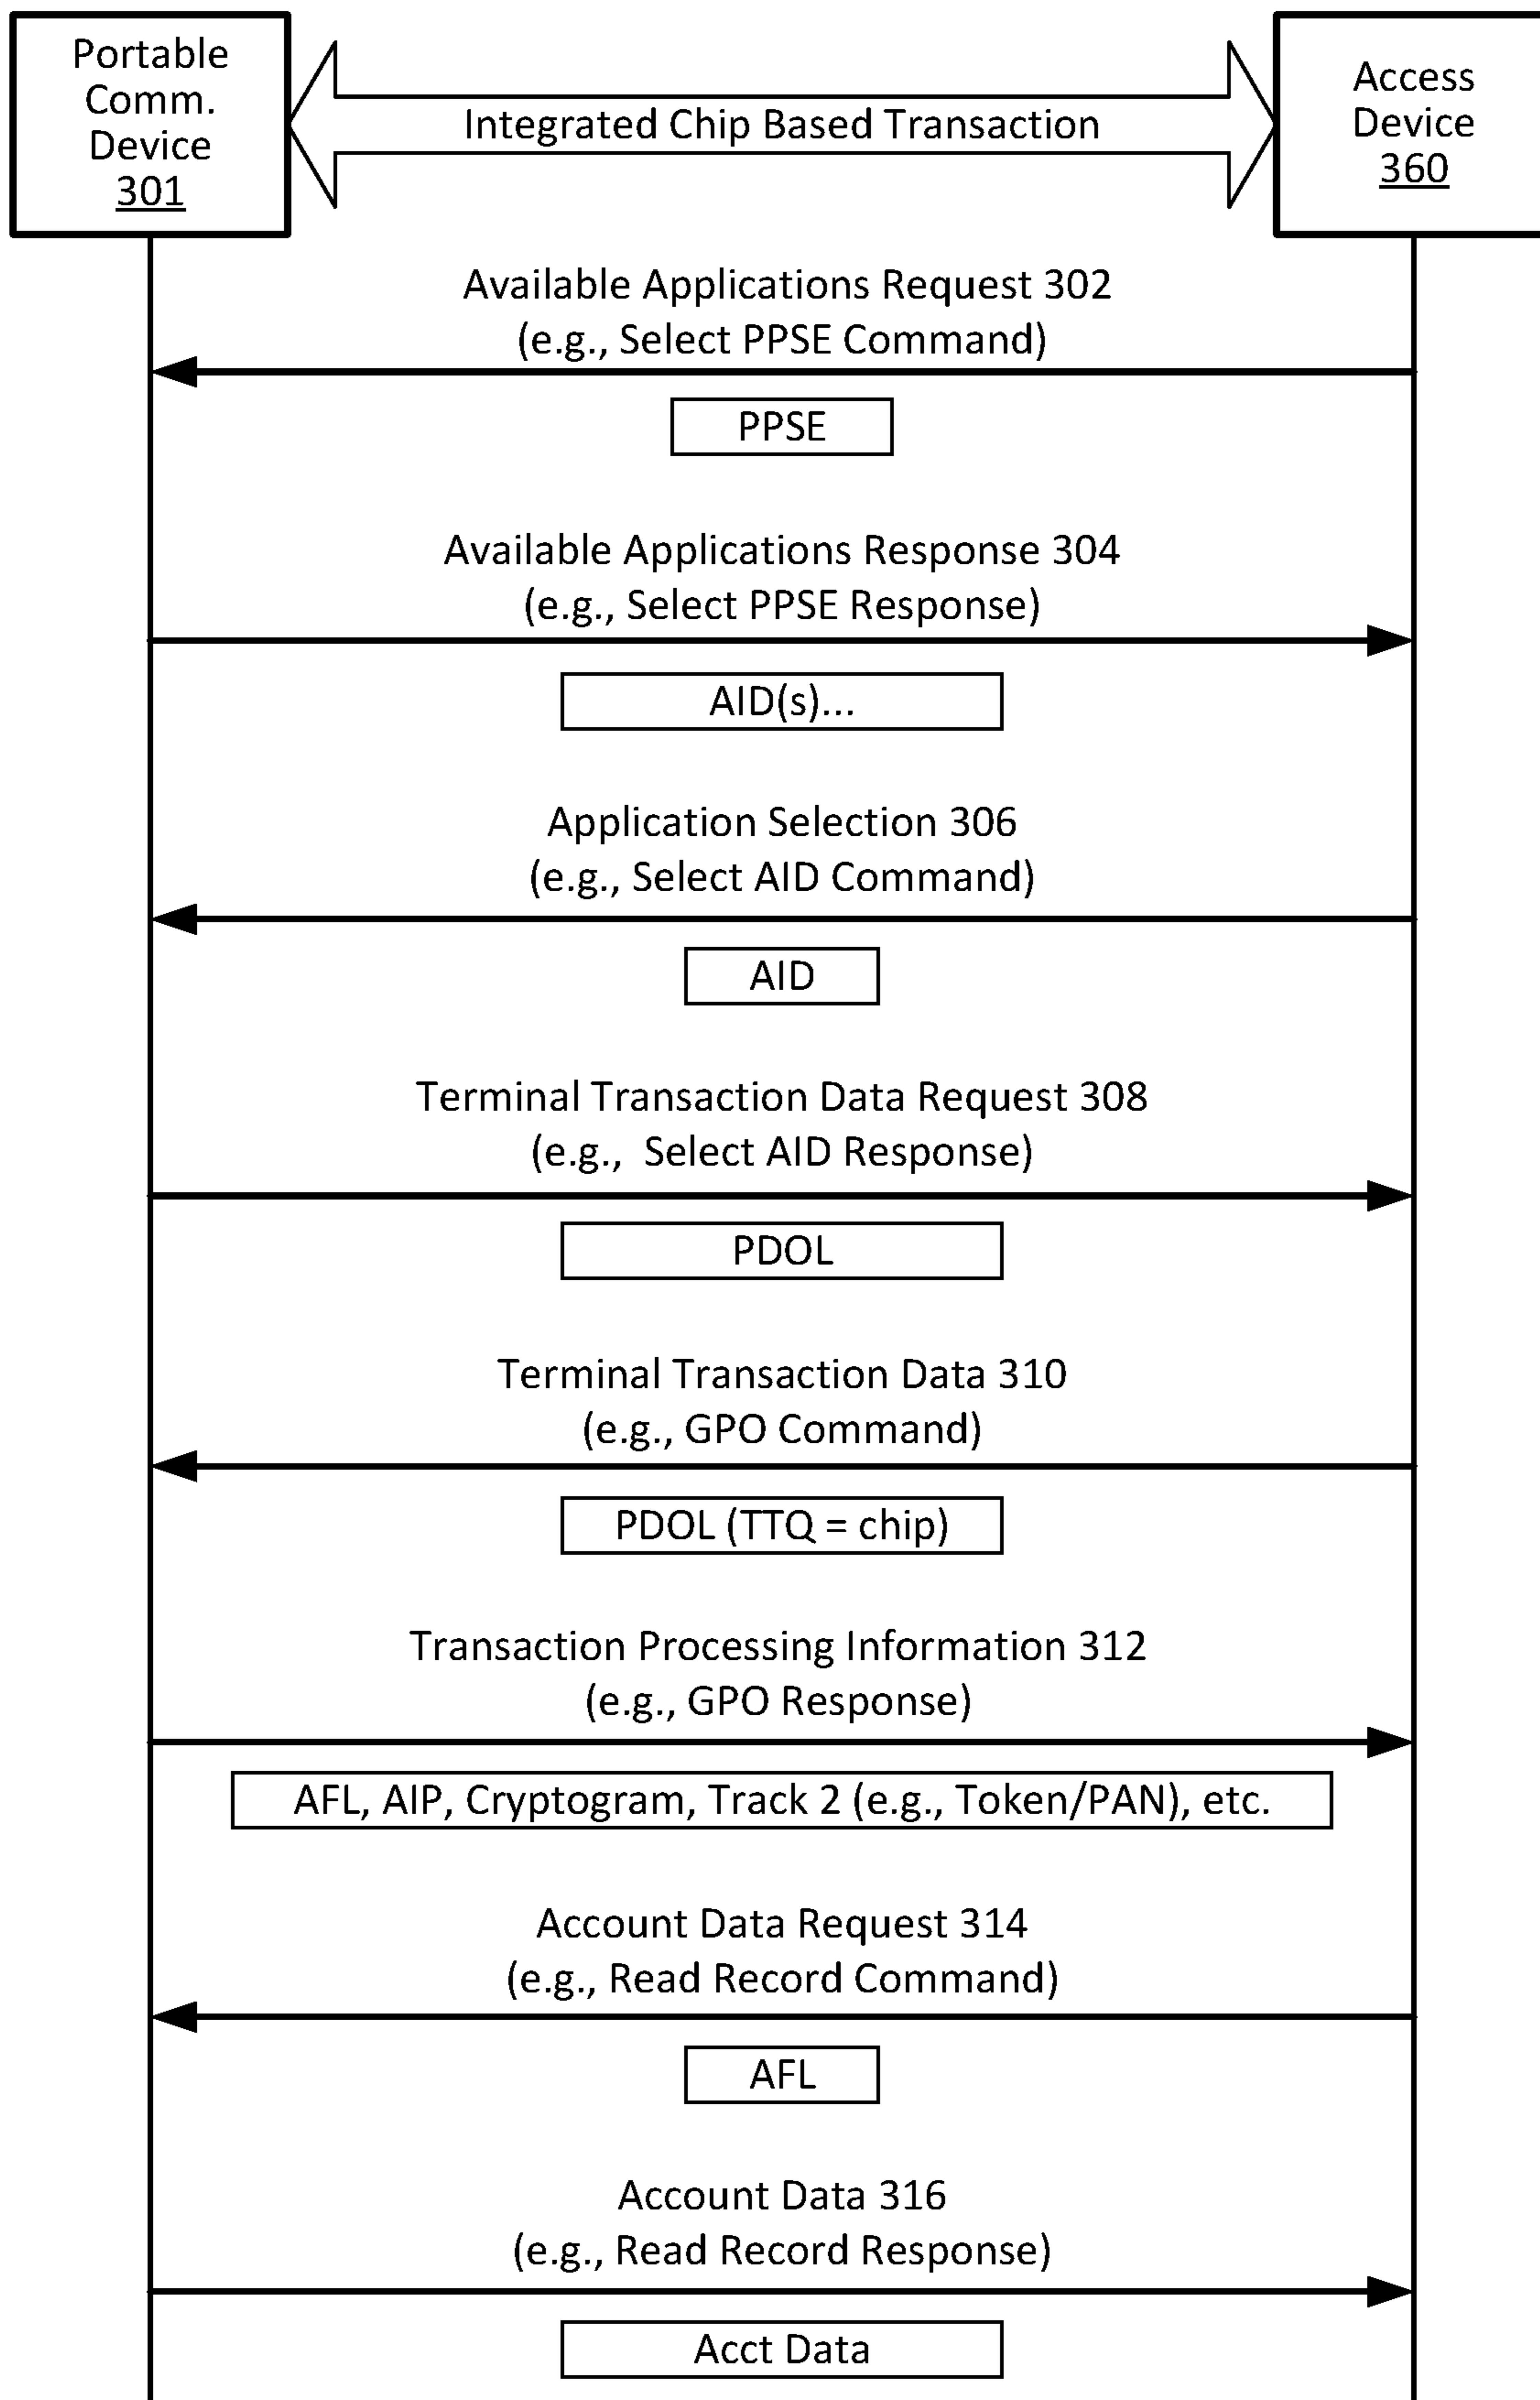 Portable
Comm.
Device
301
Integrated Chip Based Transaction
Access
Device
360
Available Applications Request 302
(e.g., Select PPSE Command)
PPSE
Available Applications Response 304
(e.g., Select PPSE Response)
AID(s)...
Application Selection 306
(e.g., Select AID Command)
AID
Terminal Transaction Data Request 308
(e.g., Select AID Response)
PDOL
Terminal Transaction Data 310
(e.g., GPO Command)
PDOL (TTQ = chip)
Transaction Processing Information 312
(e.g., GPO Response)
AFL, AIP, Cryptogram, Track 2 (e.g., Token/PAN), etc.
Account Data Request 314
(e.g., Read Record Command)
AFL
Account Data 316
(e.g., Read Record Response)
Acct Data